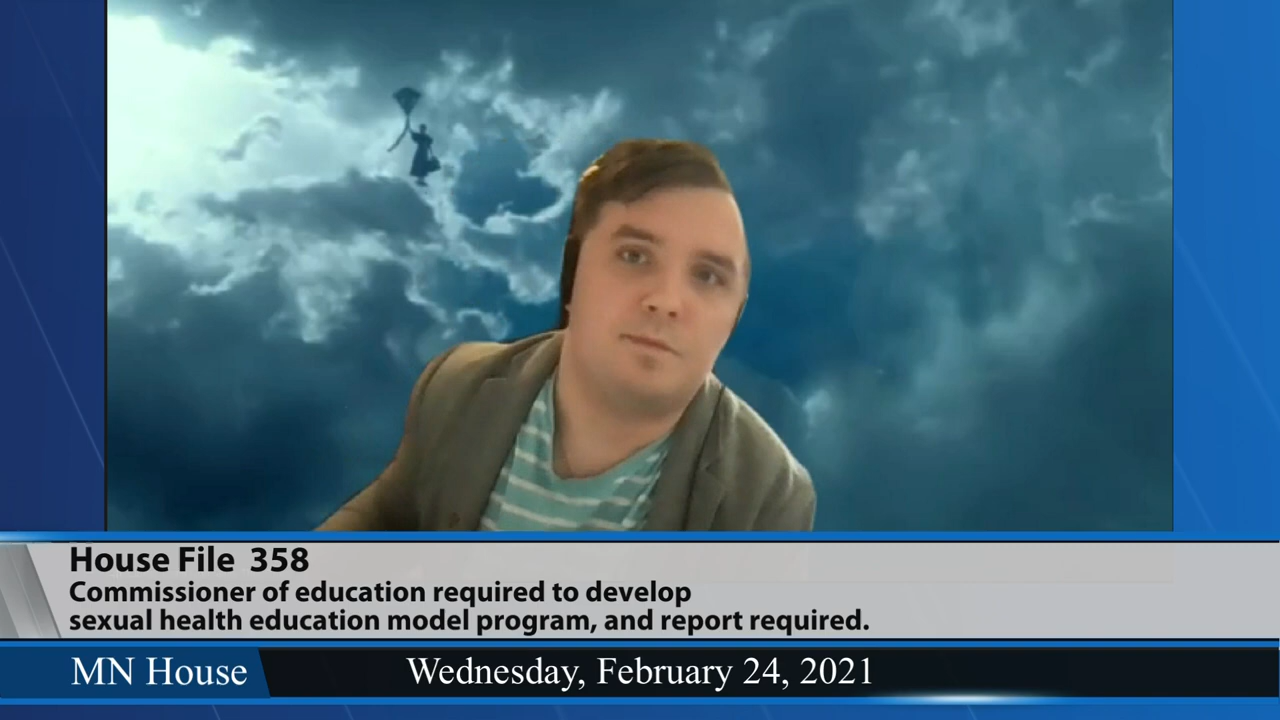 House File 358
Commissioner of education required to develop
sexual health education model program, and report required.
MN House
Wednesday, February 24, 2021